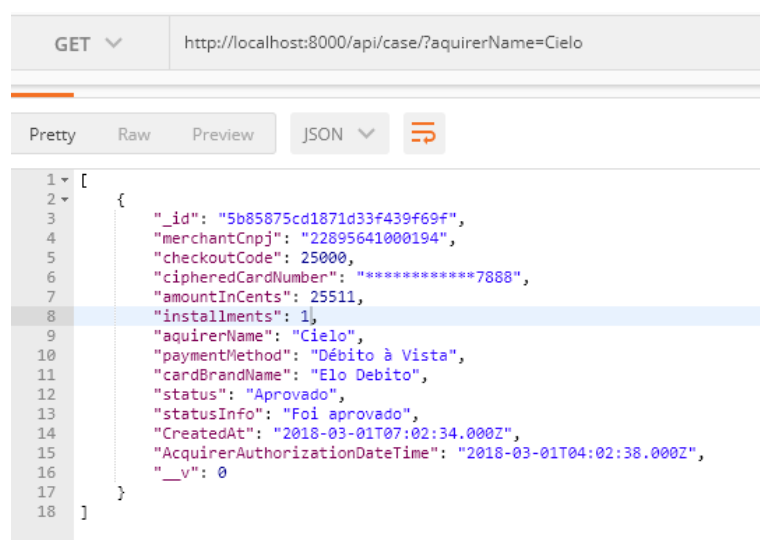 GET http://localhost:8000/api/case/?aquirerName=Cielo
Pretty Raw Preview JSON
1 [
2 {
3 "_id": "5b85875cd1871d33f439f69f",
4 "merchantCnpj": "22895641000194",
5 "checkoutCode": 25000,
6 "cipheredCardNumber": "************7888",
7 "amountInCents": 25511,
8 "installments": 1,
9 "aquirerName": "Cielo",
10 "paymentMethod": "Débito à Vista",
11 "cardBrandName": "Elo Debito",
12 "status": "Aprovado",
13 "statusInfo": "Foi aprovado",
14 "CreatedAt": "2018-03-01T07:02:34.000Z",
15 "AcquirerAuthorizationDateTime": "2018-03-01T04:02:38.000Z",
16 "__v": 0
17 }
18 ]